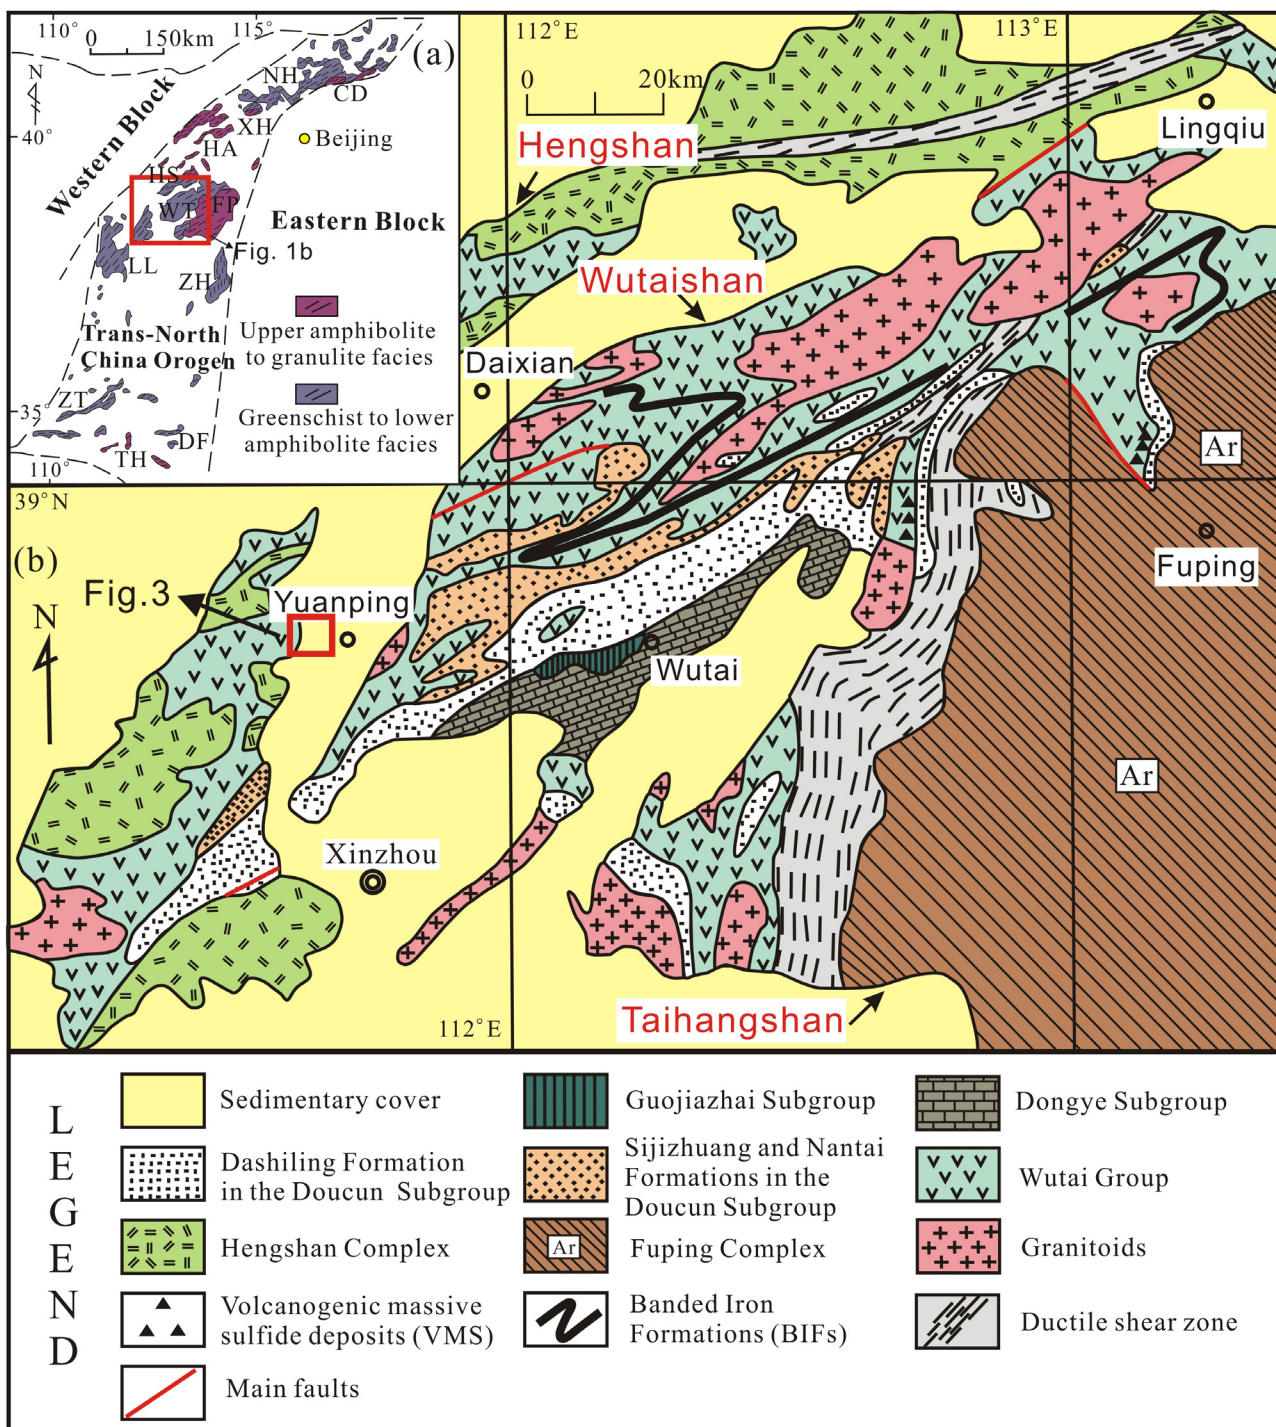 110°
0 150km
115°
(a)
N
NH
CD
Western Block
XH
40°
Beijing
HA
HS
WT
FP
Eastern Block
Fig. 1b
LL
ZH
Trans-North
China Orogen
Upper amphibolite
to granulite facies
ZT
35°
Greenschist to lower
amphibolite facies
DF
TH
110°
112°E
113°E
0 20km
Lingqiu
Hengshan
Wutaishan
Daixian
Ar
39°N
(b)
Fuping
Fig.3
Yuanping
N
Wutai
Ar
Xinzhou
Taihangshan
112°E
LEGEND
Sedimentary cover
Guojiazhai Subgroup
Dongye Subgroup
Dashiling Formation
in the Doucun Subgroup
Sijizhuang and Nantai
Formations in the
Doucun Subgroup
Wutai Group
Hengshan Complex
Ar
Fuping Complex
Granitoids
Volcanogenic massive
sulfide deposits (VMS)
Banded Iron
Formations (BIFs)
Ductile shear zone
Main faults